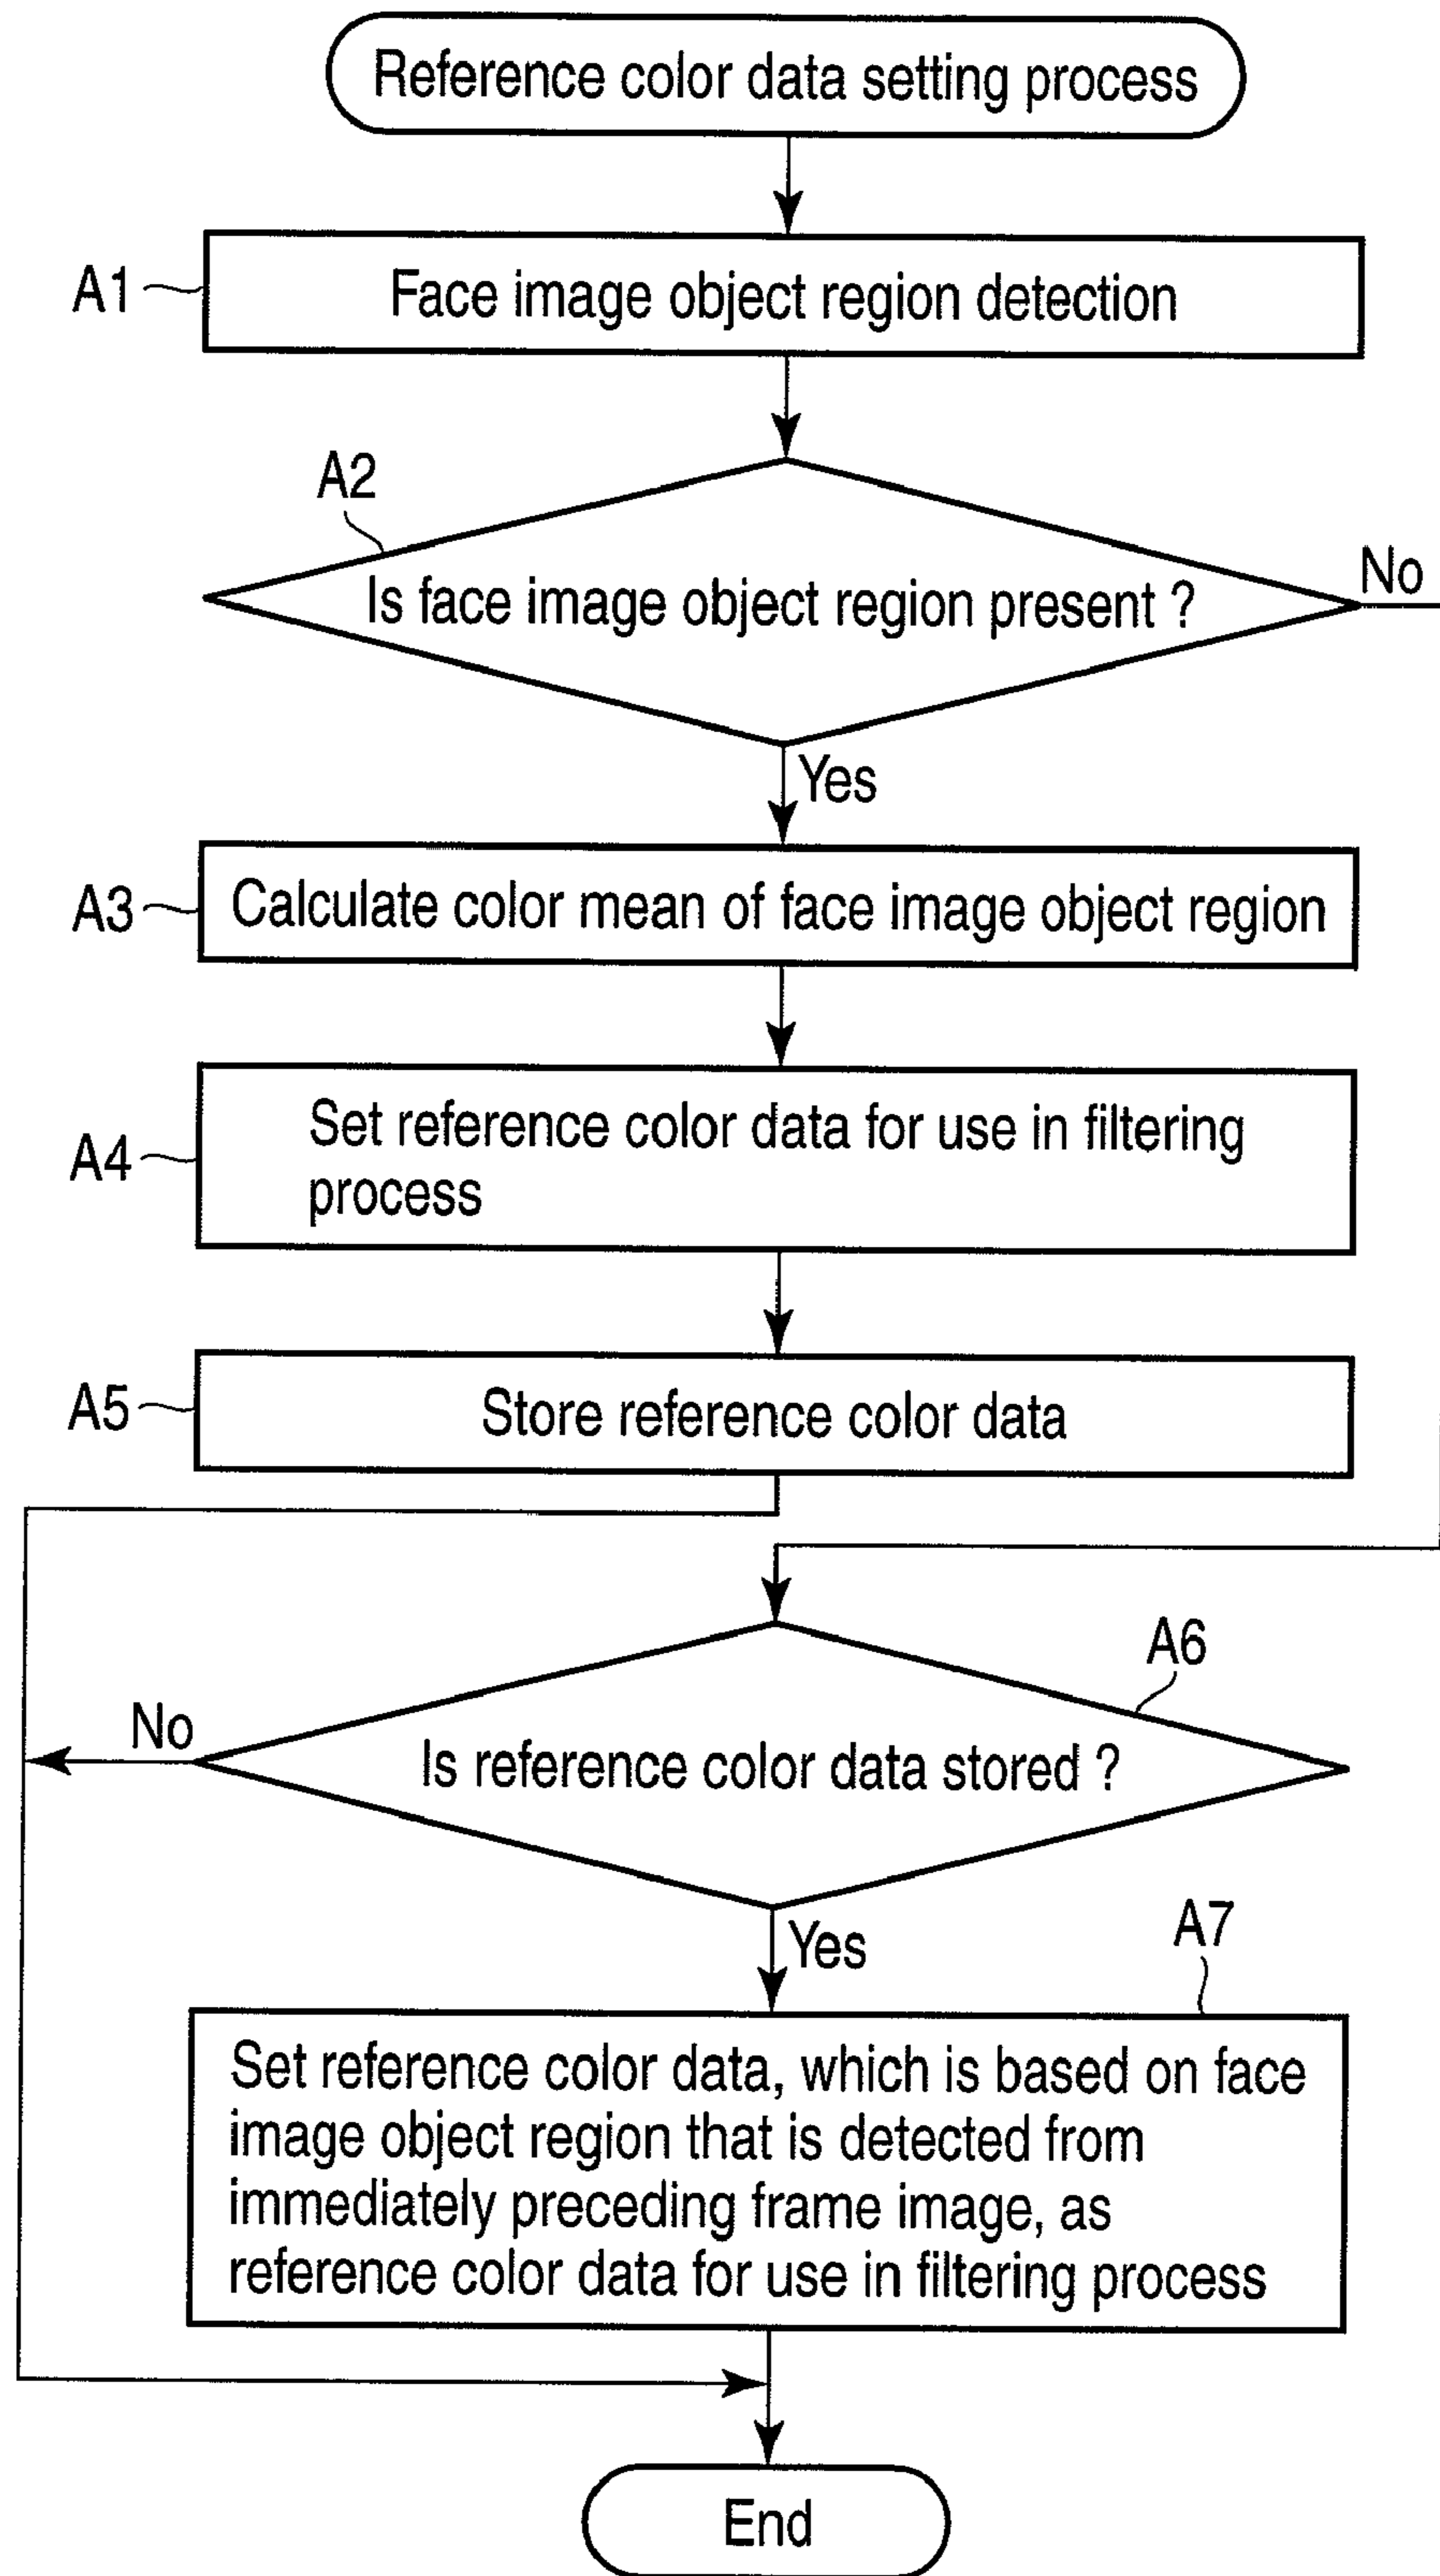 Reference color data setting process
A1
Face image object region detection
A2
Is face image object region present ?
No
Yes
A3
Calculate color mean of face image object region
A4
Set reference color data for use in filtering
process
A5
Store reference color data
A6
No
Is reference color data stored ?
Yes
A7
Set reference color data, which is based on face
image object region that is detected from
immediately preceding frame image, as
reference color data for use in filtering process
End